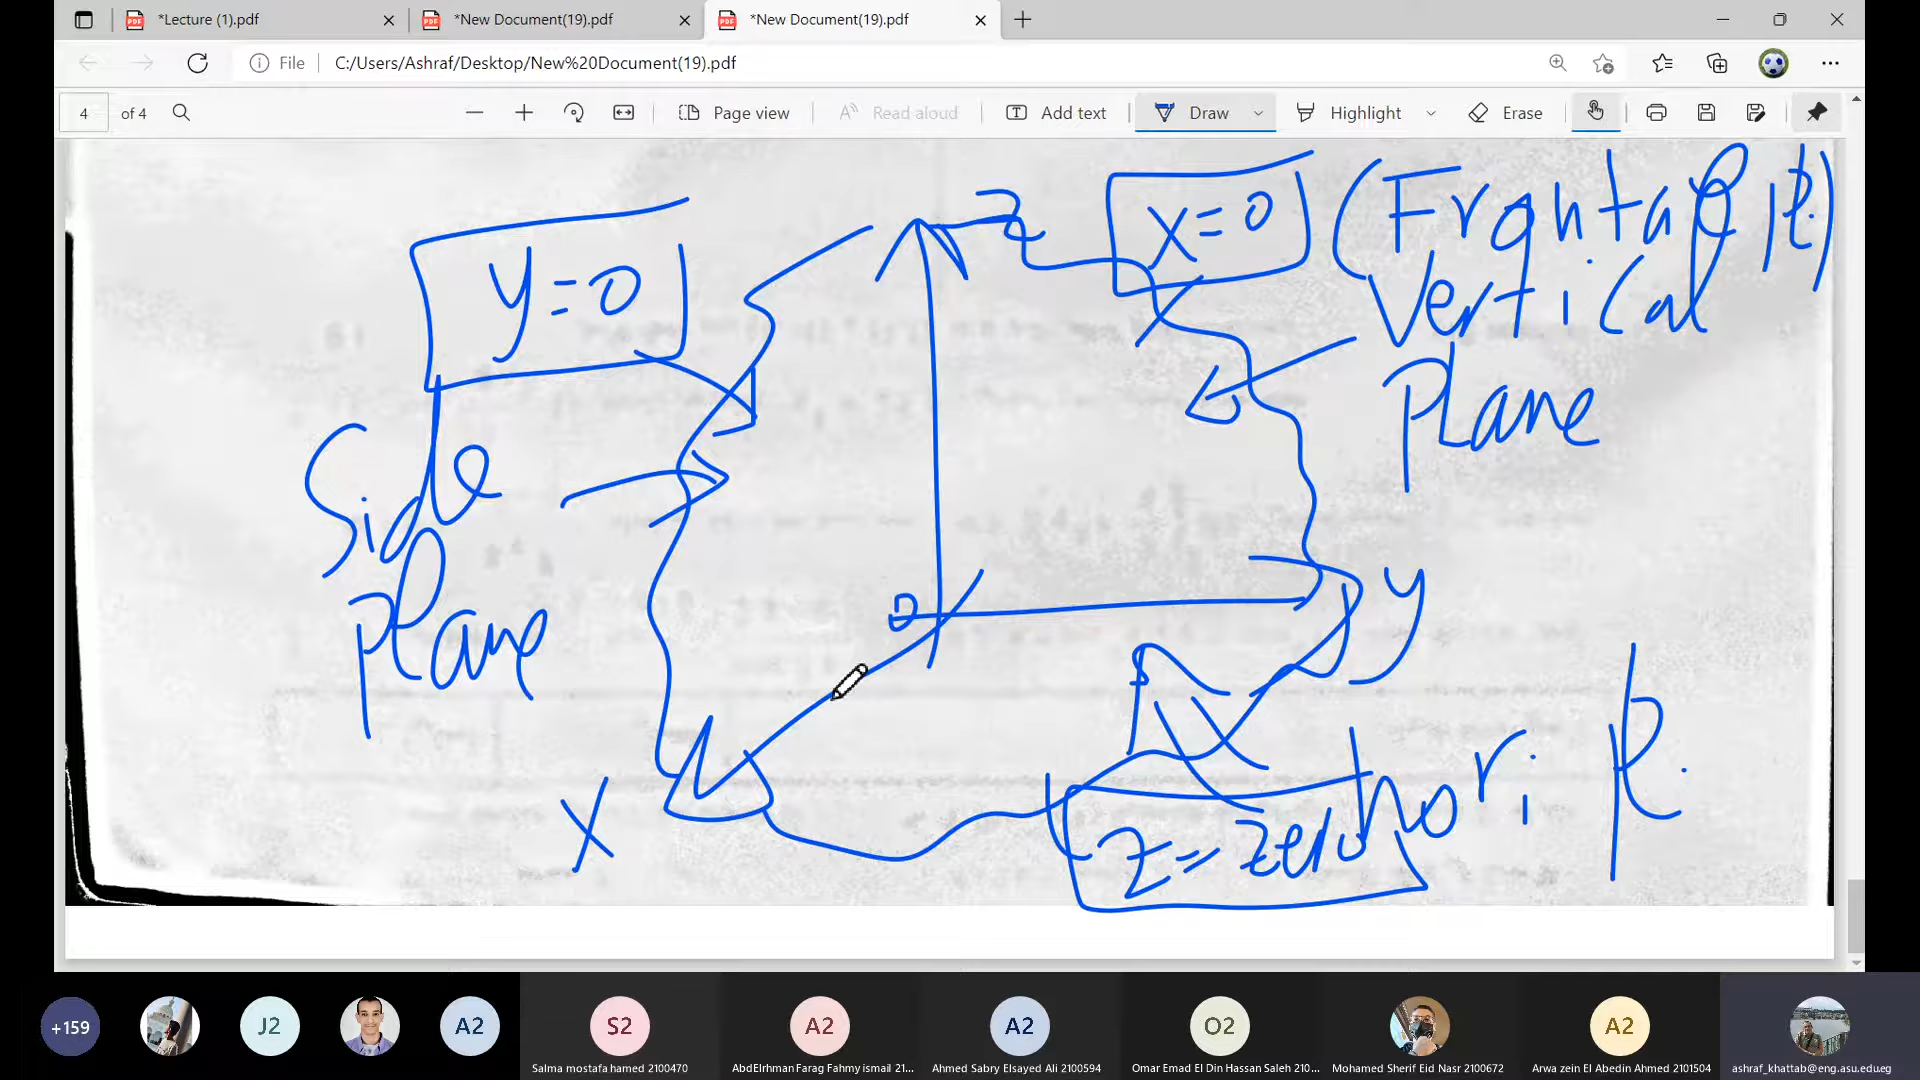 *Lecture (1).pdf
*New Document(19).pdf
*New Document(19).pdf
File
C:/Users/Ashraf/Desktop/New%20Document(19).pdf
4 of 4
Page view
Read aloud
Add text
Draw
Highlight
Erase
y=0
z
x=0
(Frontal pl.)
Vertical
Plane
Side
plane
0
y
x
hori pl.
z = zero
+159
J2
A2
S2
A2
A2
O2
A2
Salma mostafa hamed 2100470
AbdElrhman Farag Fahmy ismail 21...
Ahmed Sabry Elsayed Ali 2100594
Omar Emad El Din Hassan Saleh 210...
Mohamed Sherif Eid Nasr 2100672
Arwa zein El Abedin Ahmed 2101504
ashraf_khattab@eng.asu.edu.eg